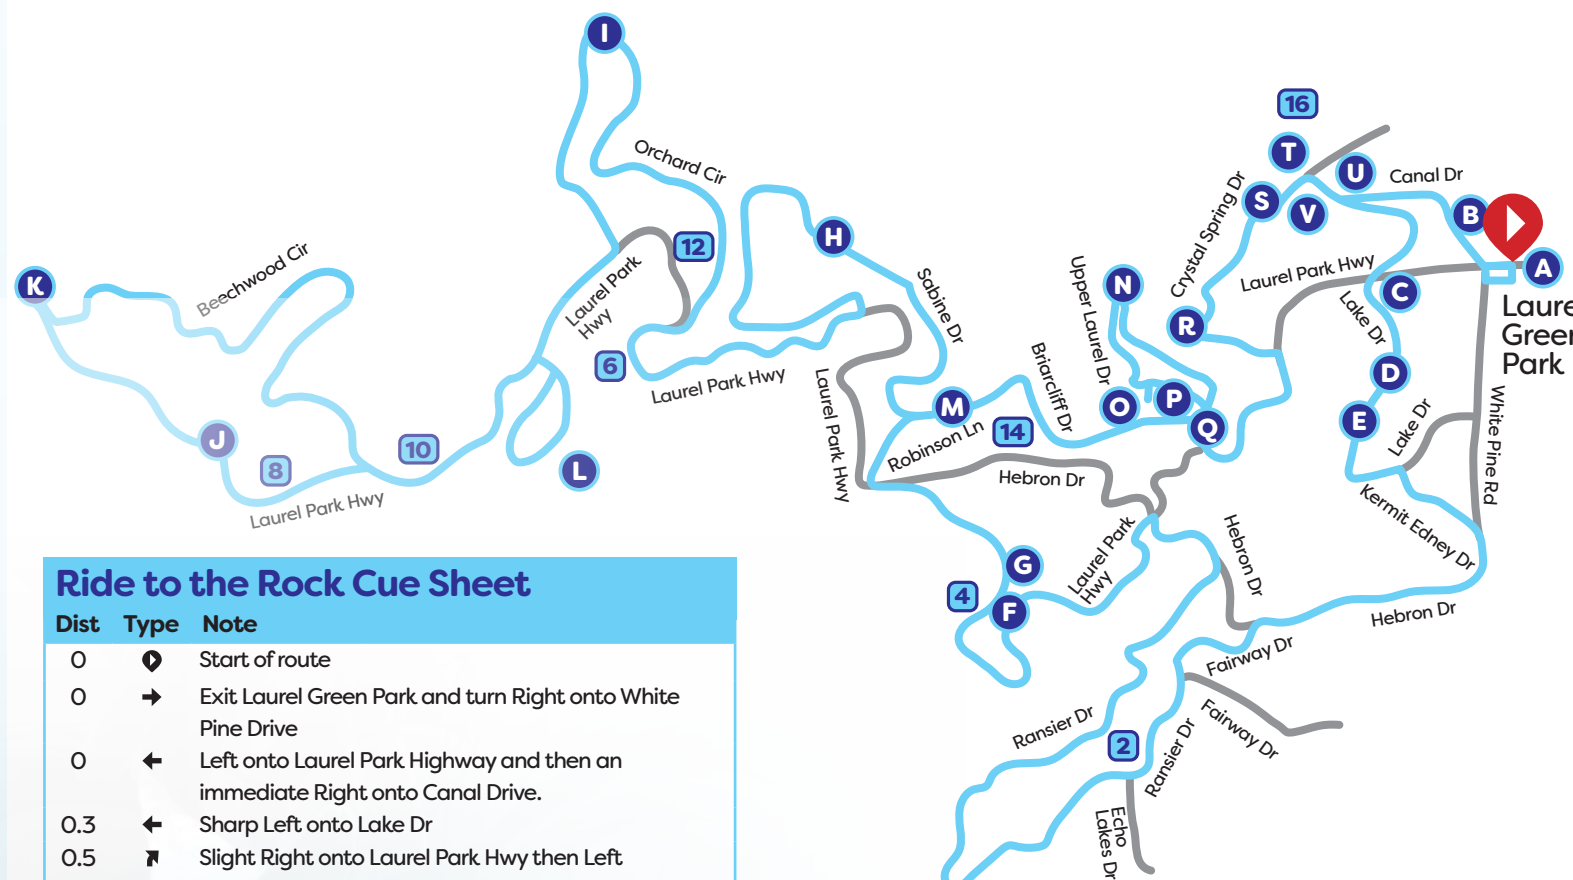 I
16
Orchard Cir
T
U
Canal Dr
Crystal Spring Dr
S
V
B
H
12
Beechwood Cir
Laurel Park
Hwy
K
Upper Laurel Dr
N
Laurel Park Hwy
A
C
Laure
Green
Park
Sabine Dr
Lake Dr
R
6
Laurel Park Hwy
Laurel Park Hwy
Briarcliff Dr
D
M
O
P
Q
E
Lake Dr
White Pine Rd
Robinson Ln
14
J
10
8
L
Hebron Dr
Laurel Park Hwy
Kermit Edney Dr
Laurel Park
Hwy
Hebron Dr
G
4
F
Hebron Dr
Fairway Dr
Ransier Dr
Fairway Dr
2
Ransier Dr
Echo
Lakes Dr
Ride to the Rock Cue Sheet
Dist Type Note
0 Start of route
0 Exit Laurel Green Park and turn Right onto White
Pine Drive
0 Left onto Laurel Park Highway and then an
immediate Right onto Canal Drive.
0.3 Sharp Left onto Lake Dr
0.5 Slight Right onto Laurel Park Hwy then Left